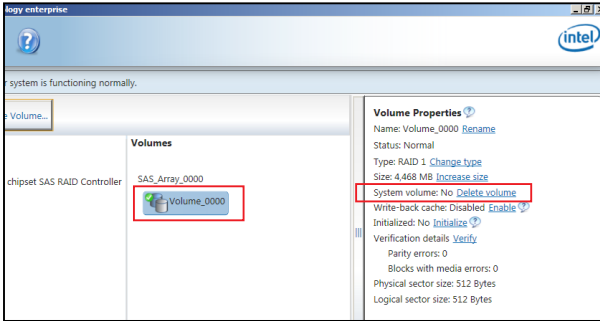 ology enterprise
?
intel
r system is functioning normally.
e Volume...
Volumes
chipset SAS RAID Controller
SAS_Array_0000
Volume_0000
Volume Properties ?
Name: Volume_0000 Rename
Status: Normal
Type: RAID 1 Change type
Size: 4,468 MB Increase size
System volume: No Delete volume
Write-back cache: Disabled Enable ?
Initialized: No Initialize ?
Verification details Verify
Parity errors: 0
Blocks with media errors: 0
Physical sector size: 512 Bytes
Logical sector size: 512 Bytes